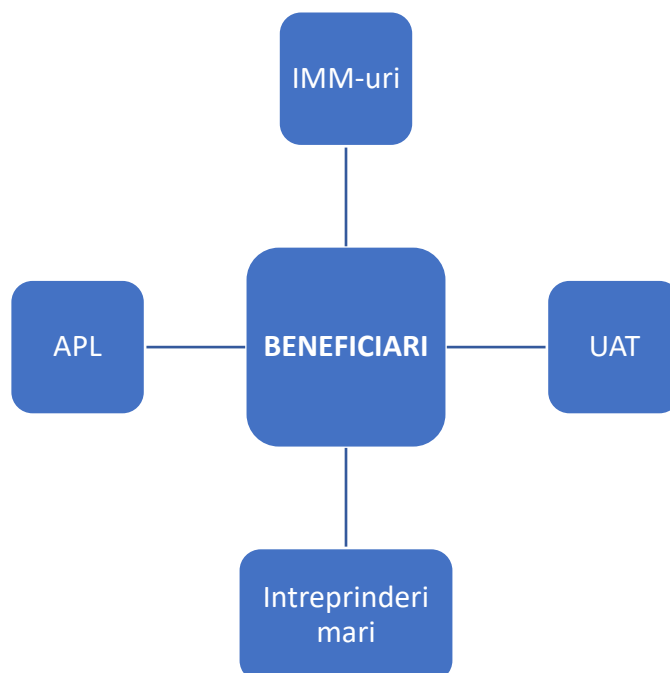 IMM-uri
APL
BENEFICIARI
UAT
Intreprinderi
mari